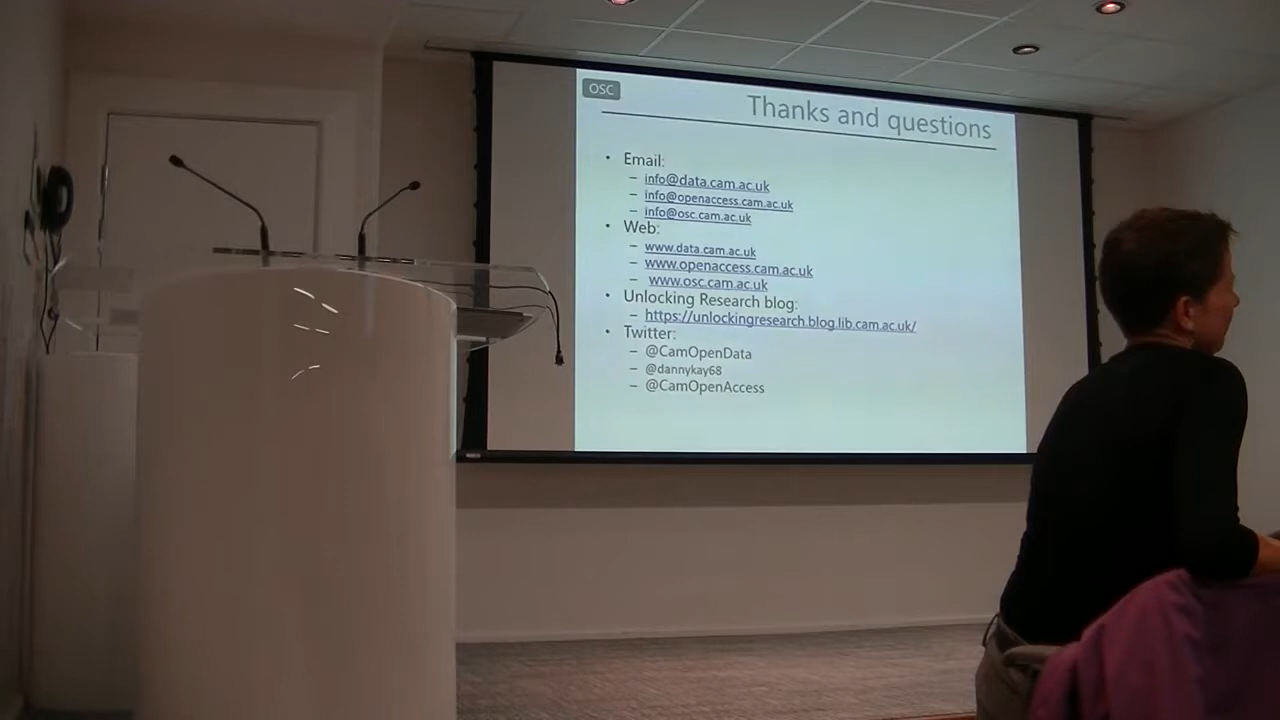 OSC
Thanks and questions
• Email:
– info@data.cam.ac.uk
– info@openaccess.cam.ac.uk
– info@osc.cam.ac.uk
• Web:
– www.data.cam.ac.uk
– www.openaccess.cam.ac.uk
– www.osc.cam.ac.uk
• Unlocking Research blog:
– https://unlockingresearch.blog.lib.cam.ac.uk/
• Twitter:
– @CamOpenData
– @dannykay68
– @CamOpenAccess